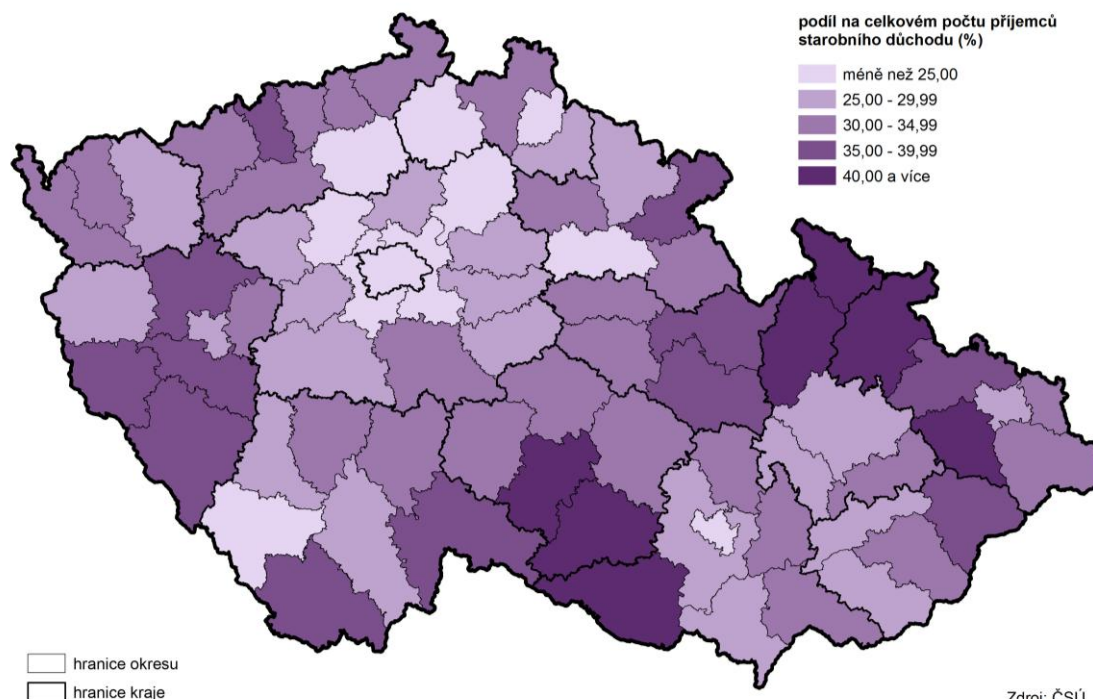 podíl na celkovém počtu příjemců
starobního důchodu (%)
méně než 25,00
25,00 - 29,99
30,00 - 34,99
35,00 - 39,99
40,00 a více
hranice okresu
hranice kraje
Zdroj: ČSÚ